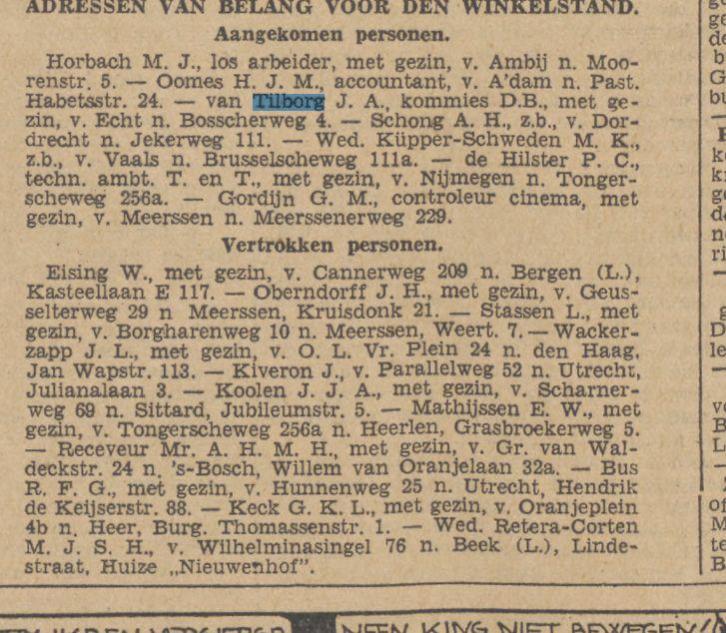 ADRESSEN VAN BELANG VOOR DEN WINKELSTAND.
Aangekomen personen.
Horbach M. J., los arbeider, met gezin, v. Ambij n. Moo-
renstr. 5. — Oomes H. J. M., accountant, v. A'dam n. Past.
Habetsstr. 24. — van Tilborg J. A., kommies D.B., met ge-
zin, v. Echt n. Bosscherweg 4. — Schong A. H., z.b., v. Dor-
drecht n. Jekerweg 111. — Wed. Küpper-Schweden M. K.,
z.b., v. Vaals n. Brusselscheweg 111a. — de Hilster P. C.,
techn. ambt. T. en T., met gezin, v. Nijmegen n. Tonger-
scheweg 256a. — Gordijn G. M., controleur cinema, met
gezin, v. Meerssen n. Meerssenerweg 229.
Vertrokken personen.
Eising W., met gezin, v. Cannerweg 209 n. Bergen (L.),
Kasteellaan E 117. — Oberndorff J. H., met gezin, v. Geus-
selterweg 29 n Meerssen, Kruisdonk 21. — Stassen L., met
gezin, v. Borgharenweg 10 n. Meerssen, Weert. 7. — Wacker-
zapp J. L., met gezin, v. O. L. Vr. Plein 24 n. den Haag,
Jan Wapstr. 113. — Kiveron J., v. Parallelweg 52 n. Utrecht,
Julianalaan 3. — Koolen J. J. A., met gezin, v. Scharner-
weg 69 n. Sittard, Jubileumstr. 5. — Mathijssen E. W., met
gezin, v. Tongerscheweg 256a n. Heerlen, Grasbroekerweg 5.
— Receveur Mr. A. H. M. H., met gezin, v. Gr. van Wal-
deckstr. 24 n, 's-Bosch, Willem van Oranjelaan 32a. — Bus
R. F. G., met gezin, v. Hunnenweg 25 n. Utrecht, Hendrik
de Keijserstr. 88. — Keck G. K. L., met gezin, v. Oranjeplein
4b n. Heer, Burg. Thomassenstr. 1. — Wed. Retera-Corten
M. J. S. H., v. Wilhelminasingel 76 n. Beek (L.), Linde-
straat, Huize „Nieuwenhof".
NEEN KING NIET BEWEGEN